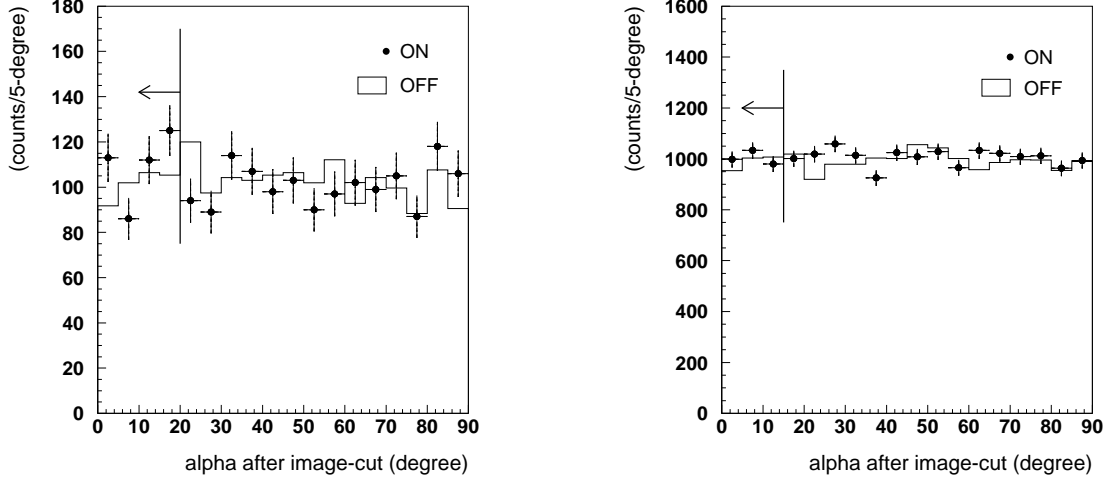 (counts/5-degree)
180
160
140
120
100
80
60
40
20
0
ON
OFF
0 10 20 30 40 50 60 70 80 90
alpha after image-cut (degree)
(counts/5-degree)
1600
1400
1200
1000
800
600
400
200
0
ON
OFF
0 10 20 30 40 50 60 70 80 90
alpha after image-cut (degree)